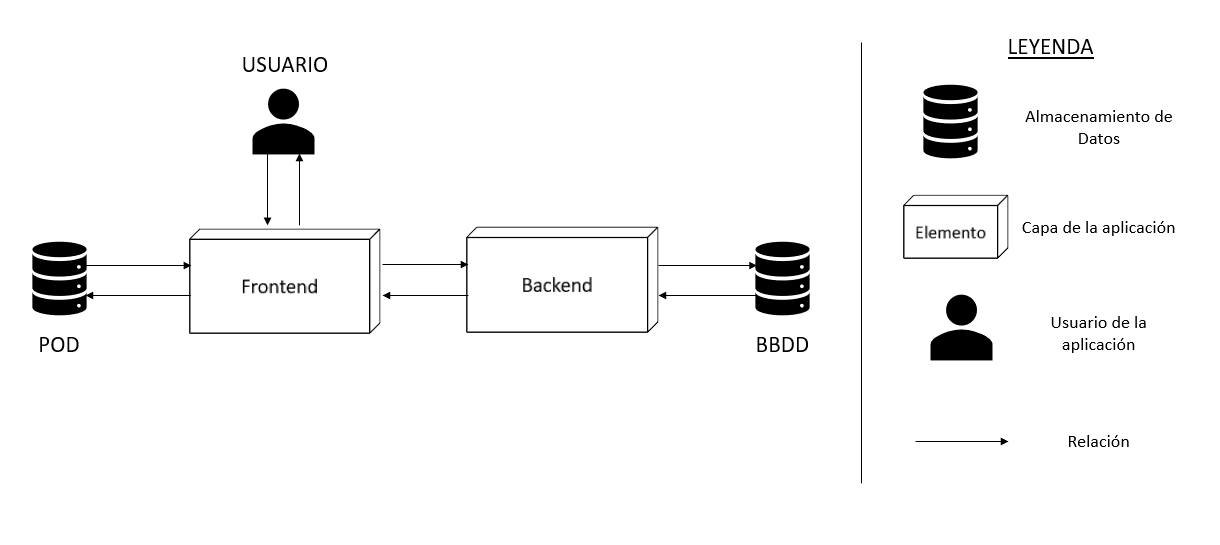 USUARIO
Frontend
Backend
POD
BBDD
LEYENDA
Almacenamiento de
Datos
Elemento
Capa de la aplicación
Usuario de la
aplicación
Relación